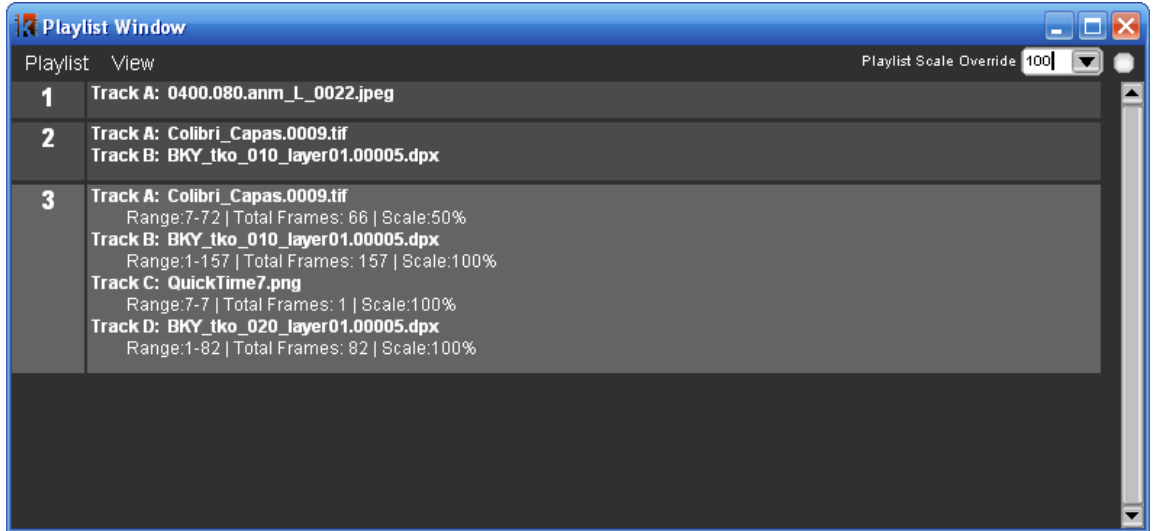 Playlist Window
Playlist View Playlist Scale Override 100
1 Track A: 0400.080.anm_L_0022.jpeg
2 Track A: Colibri_Capas.0009.tif
Track B: BKY_tko_010_layer01.00005.dpx
3 Track A: Colibri_Capas.0009.tif
Range:7-72 | Total Frames: 66 | Scale:50%
Track B: BKY_tko_010_layer01.00005.dpx
Range:1-157 | Total Frames: 157 | Scale:100%
Track C: QuickTime7.png
Range:7-7 | Total Frames: 1 | Scale:100%
Track D: BKY_tko_020_layer01.00005.dpx
Range:1-82 | Total Frames: 82 | Scale:100%